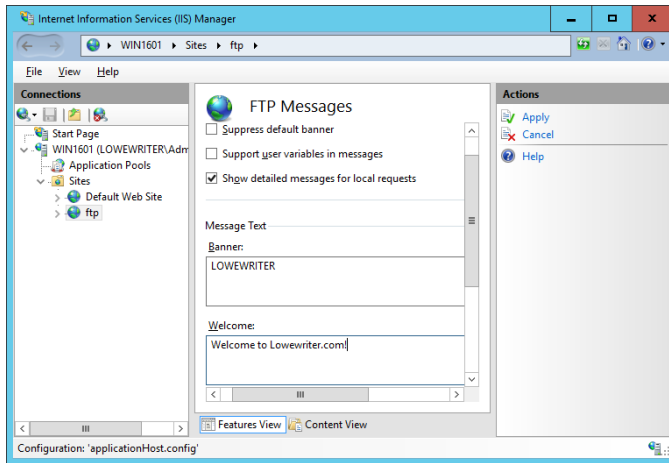 Internet Information Services (IIS) Manager
WIN1601 Sites ftp
File View Help
Connections
Start Page
WIN1601 (LOWEWRITER\Adm
Application Pools
Sites
Default Web Site
ftp
FTP Messages
Suppress default banner
Support user variables in messages
Show detailed messages for local requests
Message Text
Banner:
LOWEWRITER
Welcome:
Welcome to Lowewriter.com!
Features View Content View
Actions
Apply
Cancel
Help
Configuration: 'applicationHost.config'